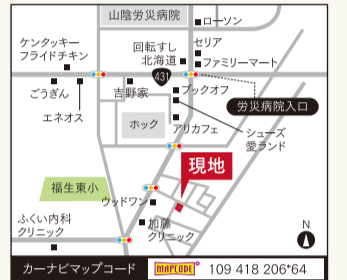 山陰労災病院
ローソン
ケンタッキー
フライドチキン
回転すし
北海道
セリア
ファミリーマート
431
ごうぎん
吉野家
ブックオフ
労災病院入口
エネオス
ホック
アリカフェ
シューズ
愛ランド
現地
福生東小
ウッドワン
ふくい内科
クリニック
加藤
クリニック
N
カーナビマップコード MAPCODE 109 418 206*64